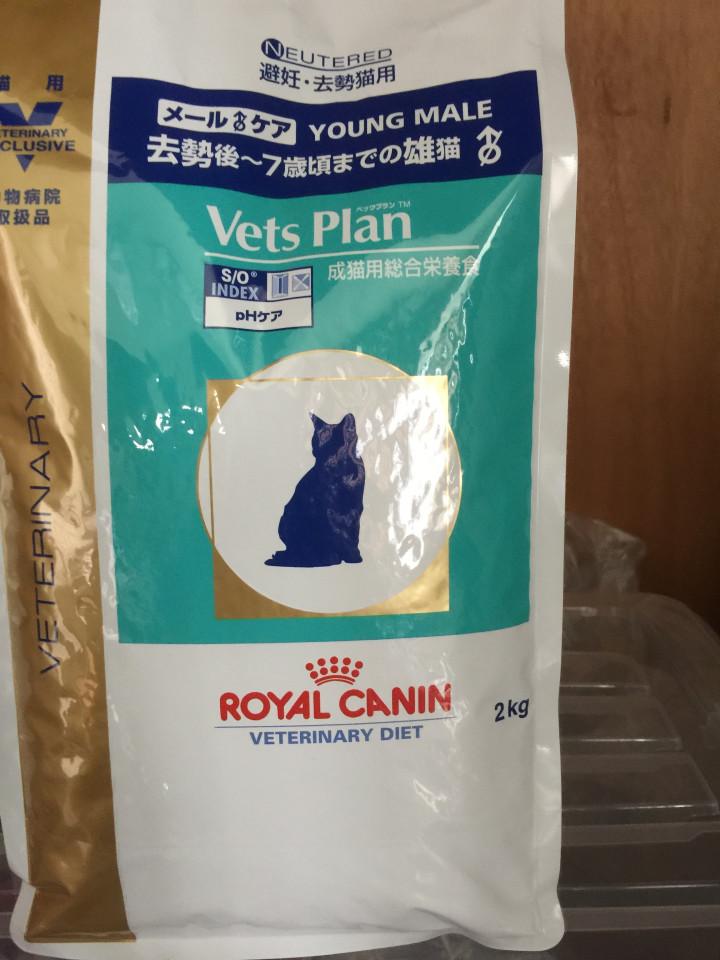 NEUTERED
避妊・去勢猫用
メールケア YOUNG MALE
去勢後〜7歳頃までの雄猫
ベッツプラン
Vets Plan™
成猫用総合栄養食
S/O®
INDEX
pHケア
ROYAL CANIN
VETERINARY DIET
2kg
猫用
VETERINARY
EXCLUSIVE
動物病院
取扱品
VETERINARY